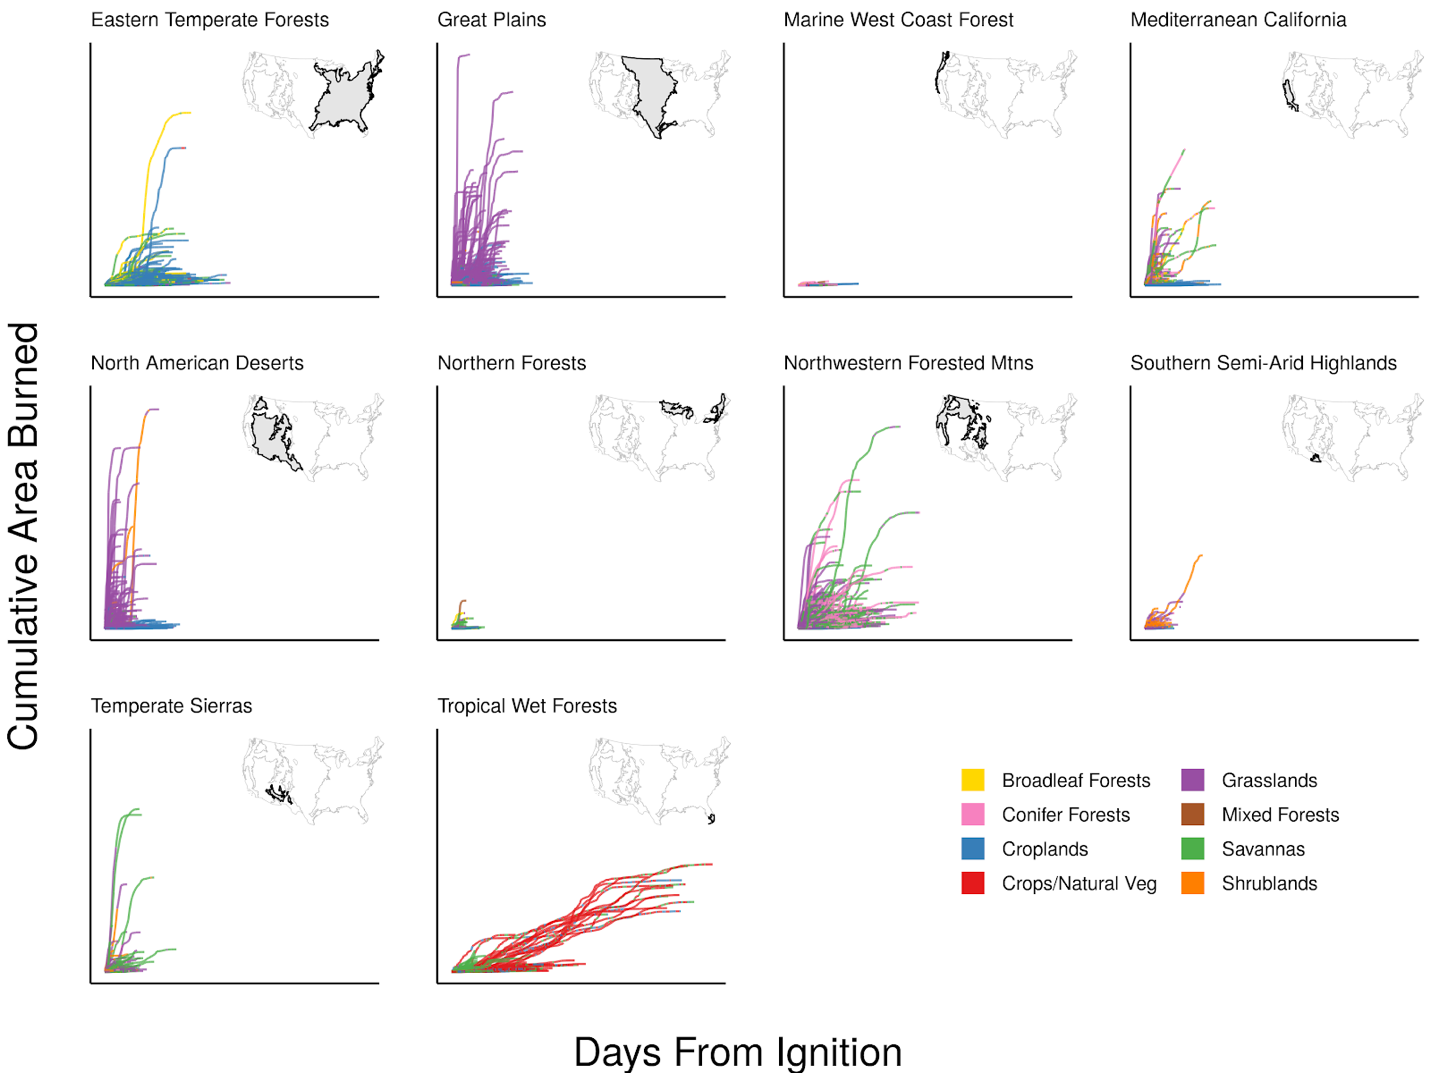 Eastern Temperate Forests
Great Plains
Marine West Coast Forest
Mediterranean California
North American Deserts
Northern Forests
Northwestern Forested Mtns
Southern Semi-Arid Highlands
Temperate Sierras
Tropical Wet Forests
Cumulative Area Burned
Broadleaf Forests
Conifer Forests
Croplands
Crops/Natural Veg
Grasslands
Mixed Forests
Savannas
Shrublands
Days From Ignition